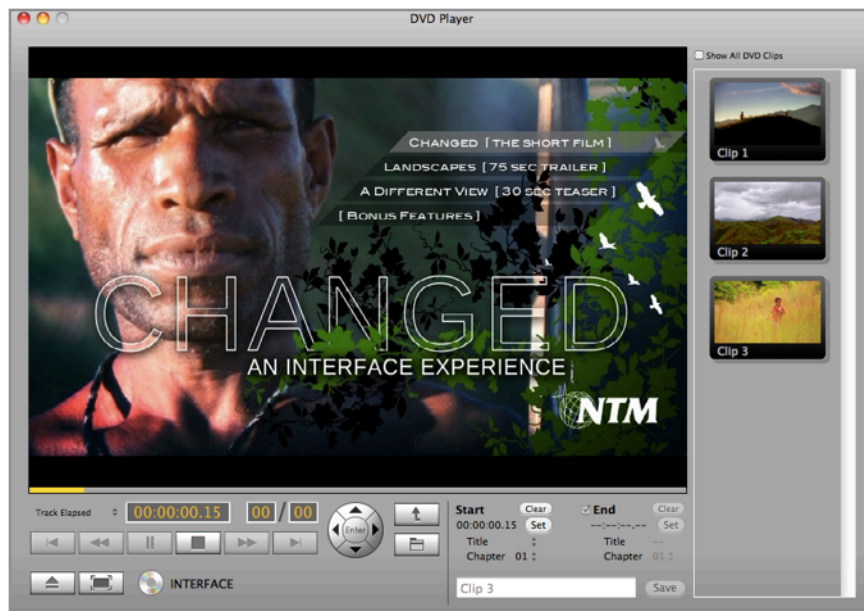 DVD Player
Show All DVD Clips
CHANGED [THE SHORT FILM]
LANDSCAPES [75 SEC TRAILER]
A DIFFERENT VIEW [30 SEC TEASER]
[BONUS FEATURES]
CHANGED
AN INTERFACE EXPERIENCE
NTM
Clip 1
Clip 2
Clip 3
Track Elapsed 00:00:00.15 00 / 00
Enter
INTERFACE
Start Clear End Clear
00:00:00.15 Set --:--:--.-- Set
Title Title --
Chapter 01 Chapter 01
Clip 3 Save